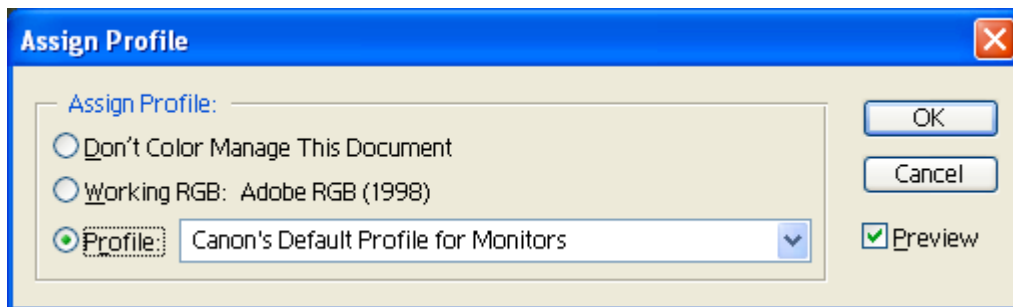 Assign Profile
Assign Profile:
Don't Color Manage This Document
Working RGB: Adobe RGB (1998)
Profile: Canon's Default Profile for Monitors
OK
Cancel
Preview